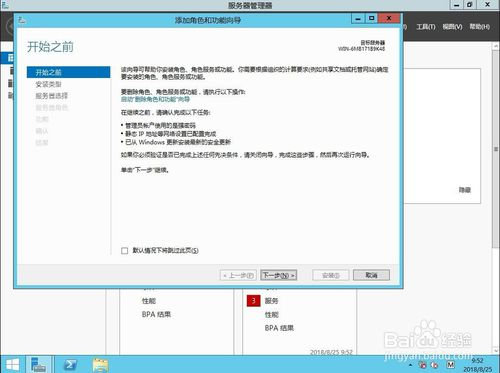 服务器管理器
工具(T) 视图(V) 帮助(H)
添加角色和功能向导
开始之前
目标服务器
WIN-6MB171B9K48
开始之前
安装类型
服务器选择
服务器角色
功能
确认
结果
该向导可帮助你安装角色、角色服务或功能。你需要根据组织的计算要求(例如共享文档或托管网站)确定
要安装的角色、角色服务或功能。
要删除角色、角色服务或功能，请执行以下操作:
启动"删除角色和功能"向导
在继续之前，请确认完成以下任务:
• 管理员帐户使用的是强密码
• 静态 IP 地址等网络设置已配置完成
• 已从 Windows 更新安装最新的安全更新
如果你必须验证是否已完成上述任何先决条件，请关闭向导，完成这些步骤，然后再次运行向导。
单击"下一步"继续。
隐藏
默认情况下将跳过此页(S)
< 上一步(P) 下一步(N) > 安装(I) 取消
性能
BPA 结果
3 服务
性能
BPA 结果
2018/8/25 9:52
Baidu 经验
jingyan.baidu.com
M
9:52
2018/8/25